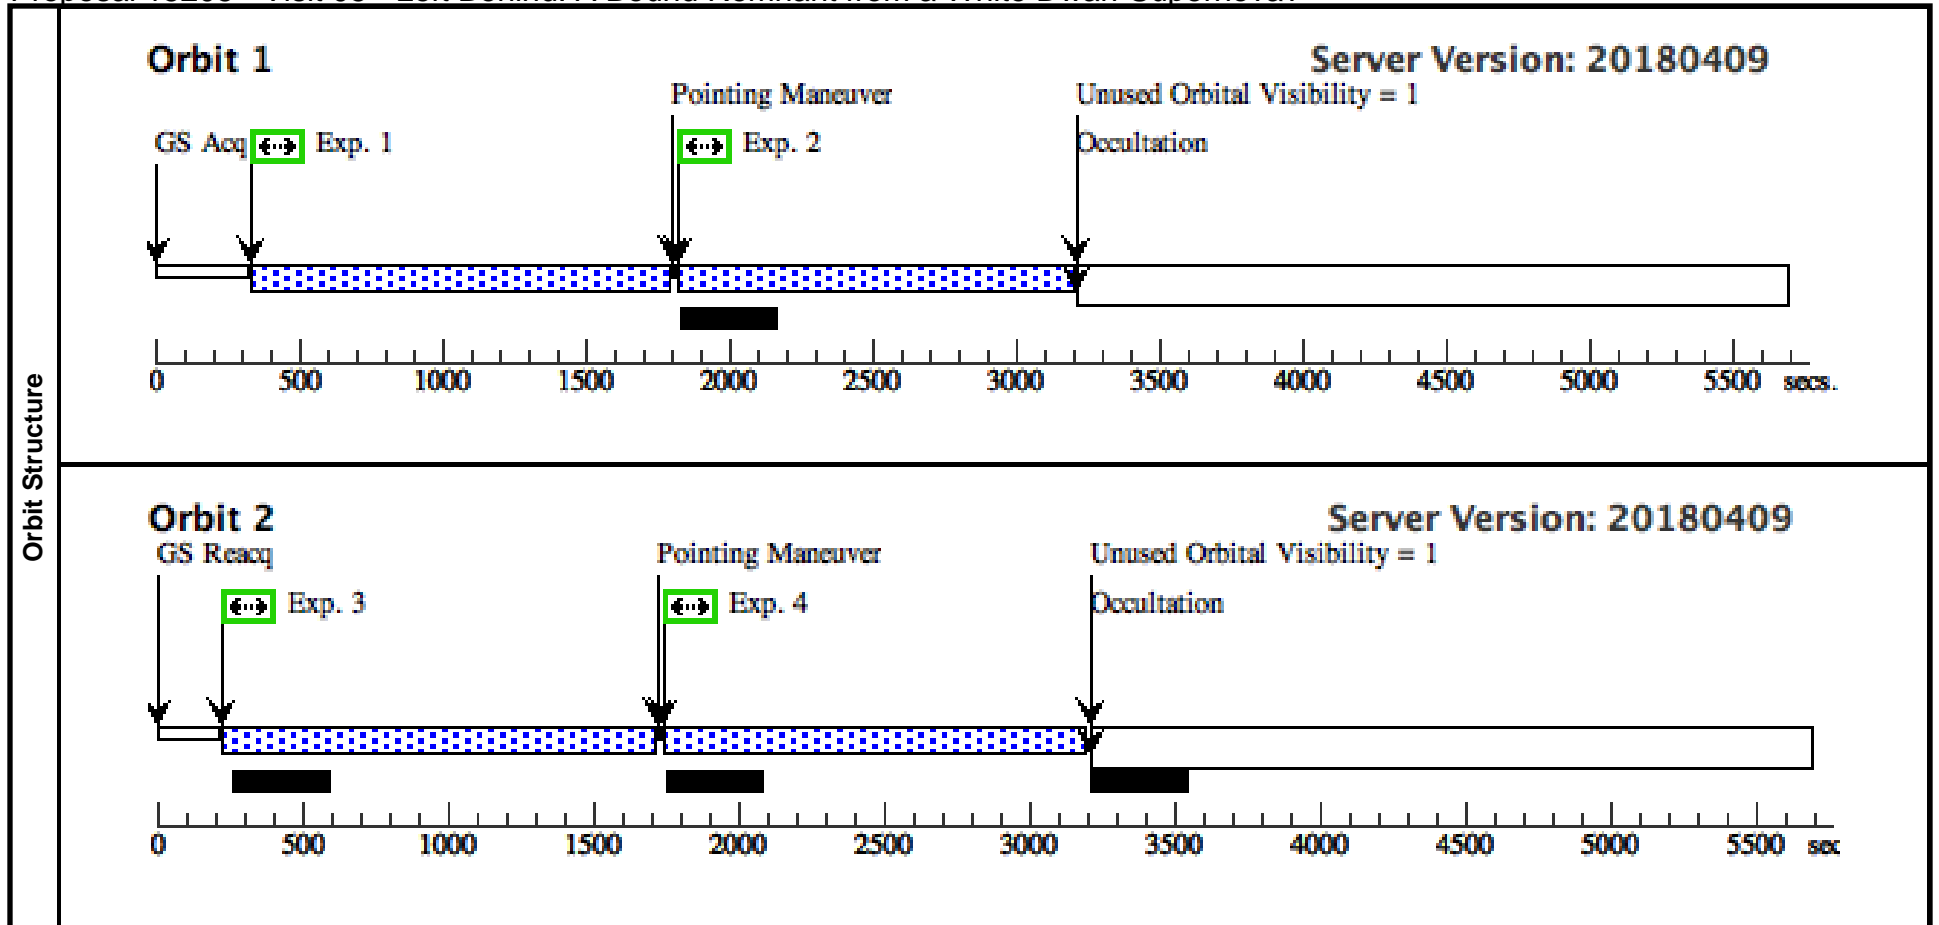 Orbit 1
Server Version: 20180409
Pointing Maneuver
Unused Orbital Visibility = 1
GS Acq
Exp. 1
Exp. 2
Occultation
0 500 1000 1500 2000 2500 3000 3500 4000 4500 5000 5500 secs.
Orbit Structure
Orbit 2
Server Version: 20180409
GS Reacq
Pointing Maneuver
Unused Orbital Visibility = 1
Exp. 3
Exp. 4
Occultation
0 500 1000 1500 2000 2500 3000 3500 4000 4500 5000 5500 sec